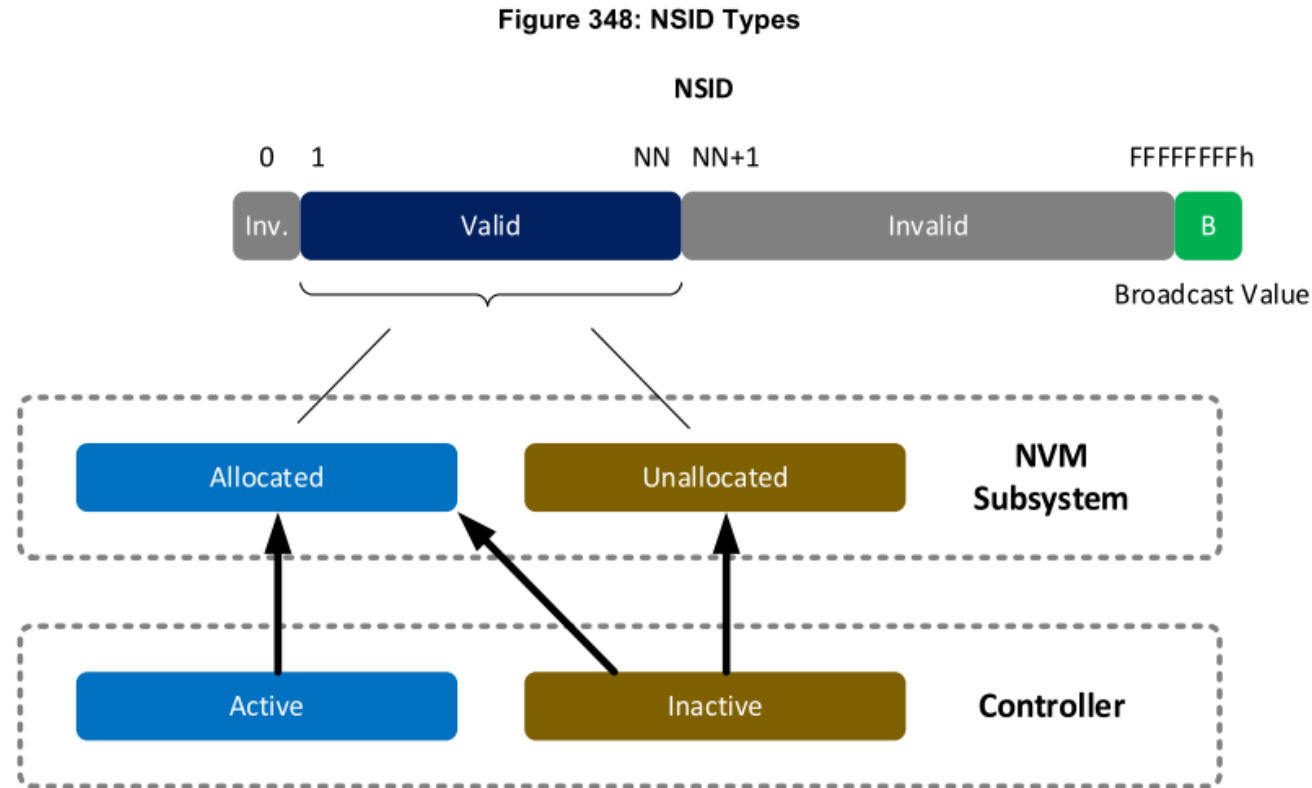 Figure 348: NSID Types
NSID
0 1 NN NN+1 FFFFFFFFh
Inv. Valid Invalid B
Broadcast Value
Allocated Unallocated NVM
Subsystem
Active Inactive Controller